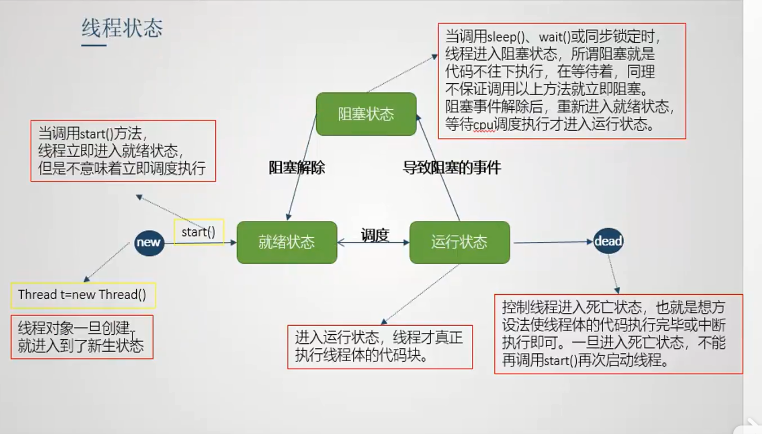 线程状态
当调用sleep()、wait()或同步锁定时，
线程进入阻塞状态，所谓阻塞就是
代码不往下执行，在等待着，同理
不保证调用以上方法就立即阻塞。
阻塞事件解除后，重新进入就绪状态，
等待cpu调度执行才进入运行状态。
阻塞状态
当调用start()方法，
线程立即进入就绪状态，
但是不意味着立即调度执行
阻塞解除
导致阻塞的事件
new
start()
就绪状态
调度
运行状态
dead
Thread t=new Thread()
线程对象一旦创建，
就进入到了新生状态
进入运行状态，线程才真正
执行线程体的代码块。
控制线程进入死亡状态，也就是想方
设法使线程体的代码执行完毕或中断
执行即可。一旦进入死亡状态，不能
再调用start()再次启动线程。